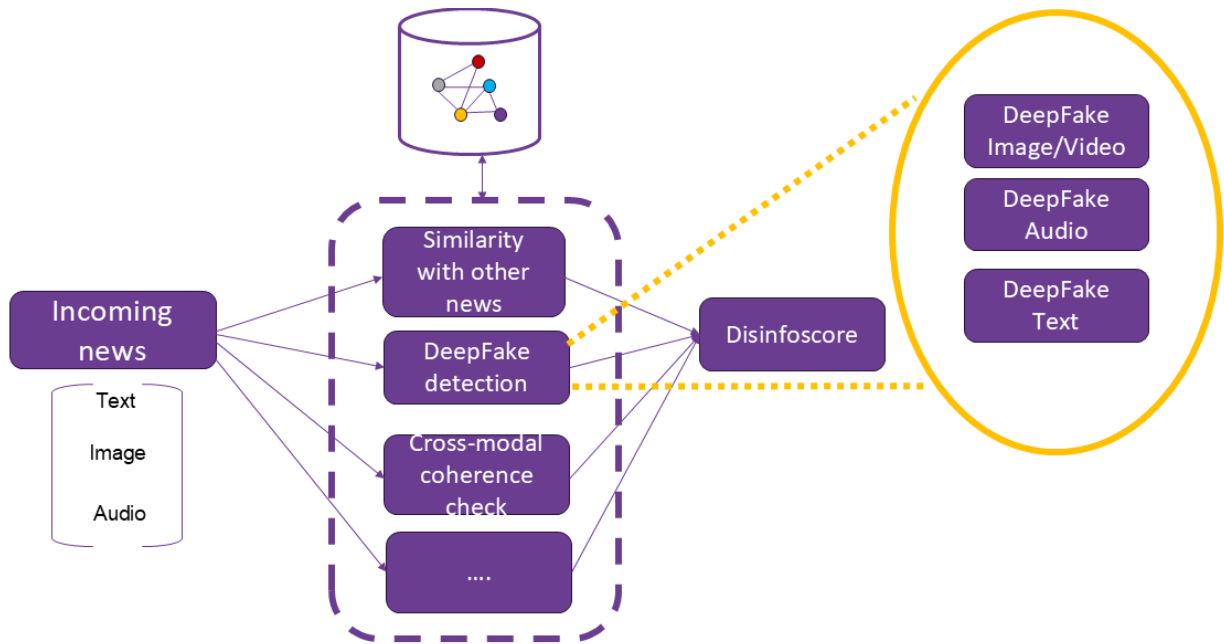 Incoming
news
Text
Image
Audio
Similarity
with other
news
DeepFake
detection
Cross-modal
coherence
check
....
Disinfoscore
DeepFake
Image/Video
DeepFake
Audio
DeepFake
Text